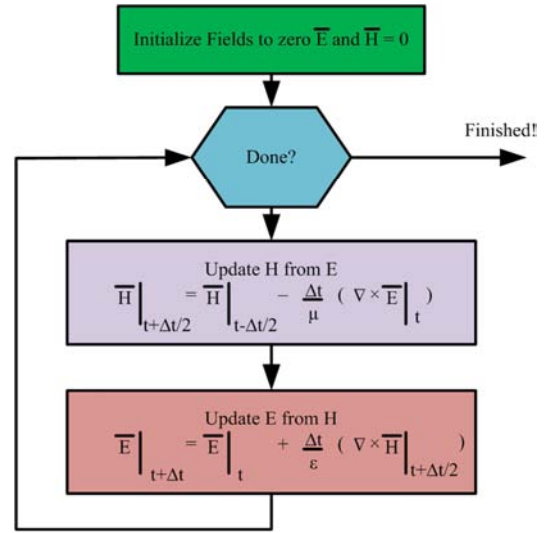 Initialize Fields to zero E̅ and H̅ = 0
Finished!
Done?
Update H from E
H̅|t+Δt/2 = H̅|t-Δt/2 − Δt/μ ( ∇ × E̅|t )
Update E from H
E̅|t+Δt = E̅|t + Δt/ε ( ∇ × H̅|t+Δt/2 )